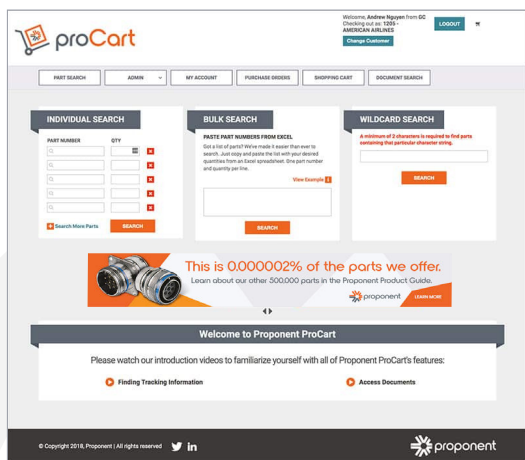 proCart
Welcome, Andrew Nguyen from GC
Checking out as: 1205 -
AMERICAN AIRLINES
Change Customer
LOGOUT
PART SEARCH
ADMIN
MY ACCOUNT
PURCHASE ORDERS
SHOPPING CART
DOCUMENT SEARCH
INDIVIDUAL SEARCH
PART NUMBER QTY
Search More Parts
SEARCH
BULK SEARCH
PASTE PART NUMBERS FROM EXCEL
Got a list of parts? We've made it easier than ever to
search. Just copy and paste the list with your desired
quantities from an Excel spreadsheet. One part number
and quantity per line.
View Example
SEARCH
WILDCARD SEARCH
A minimum of 2 characters is required to find parts
containing that particular character string.
SEARCH
This is 0.000002% of the parts we offer.
Learn about our other 500,000 parts in the Proponent Product Guide.
proponent
LEARN MORE
Welcome to Proponent ProCart
Please watch our introduction videos to familiarize yourself with all of Proponent ProCart's features:
Finding Tracking Information
Access Documents
© Copyright 2018, Proponent | All rights reserved
in
proponent